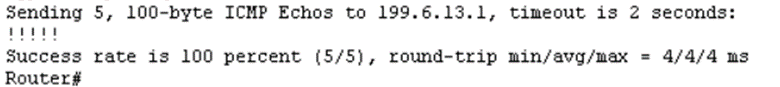 Sending 5, 100-byte ICMP Echos to 199.6.13.1, timeout is 2 seconds:
!!!!!
Success rate is 100 percent (5/5), round-trip min/avg/max = 4/4/4 ms
Router#